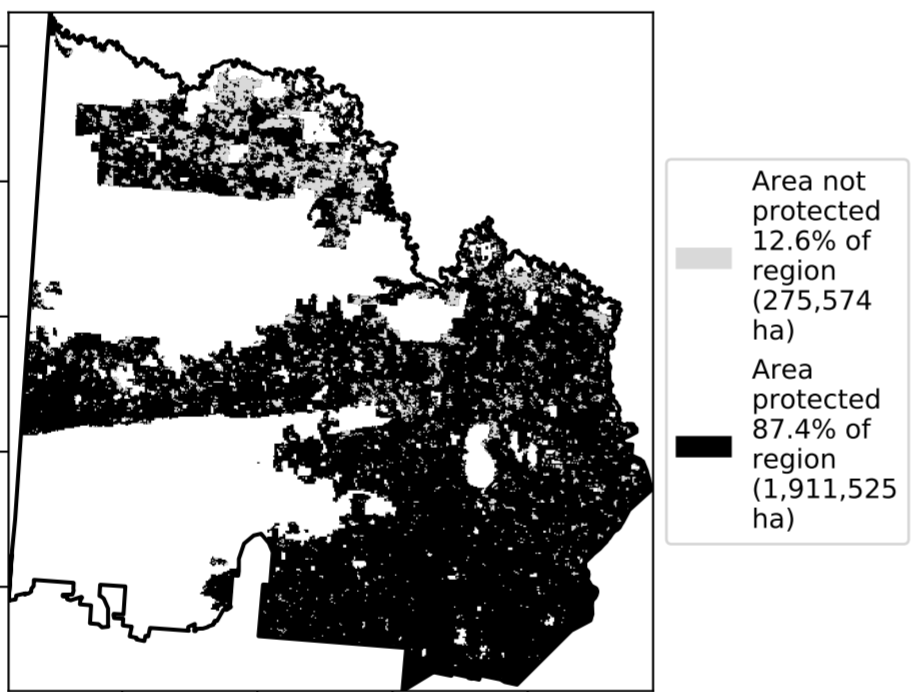 Area not
protected
12.6% of
region
(275,574
ha)
Area
protected
87.4% of
region
(1,911,525
ha)